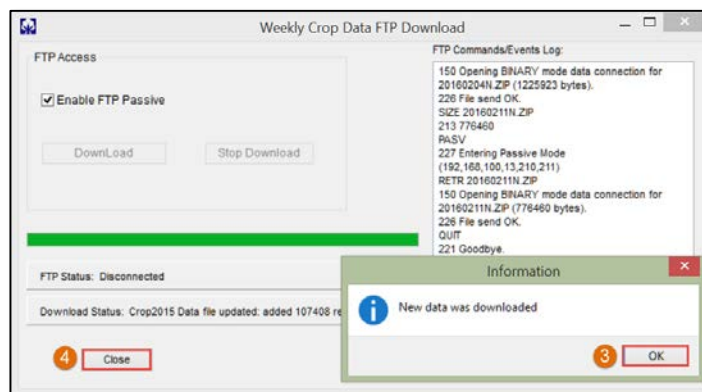 Weekly Crop Data FTP Download
FTP Access
Enable FTP Passive
DownLoad
Stop Download
FTP Commands/Events Log:
150 Opening BINARY mode data connection for
20160204N.ZIP (1225923 bytes).
226 File send OK.
SIZE 20160211N.ZIP
213 776460
PASV
227 Entering Passive Mode
(192,168,100,13,210,211)
RETR 20160211N.ZIP
150 Opening BINARY mode data connection for
20160211N.ZIP (776460 bytes).
226 File send OK.
QUIT
221 Goodbye.
FTP Status: Disconnected
Download Status: Crop2015 Data file updated: added 107408 re
Information
New data was downloaded
3 OK
4 Close